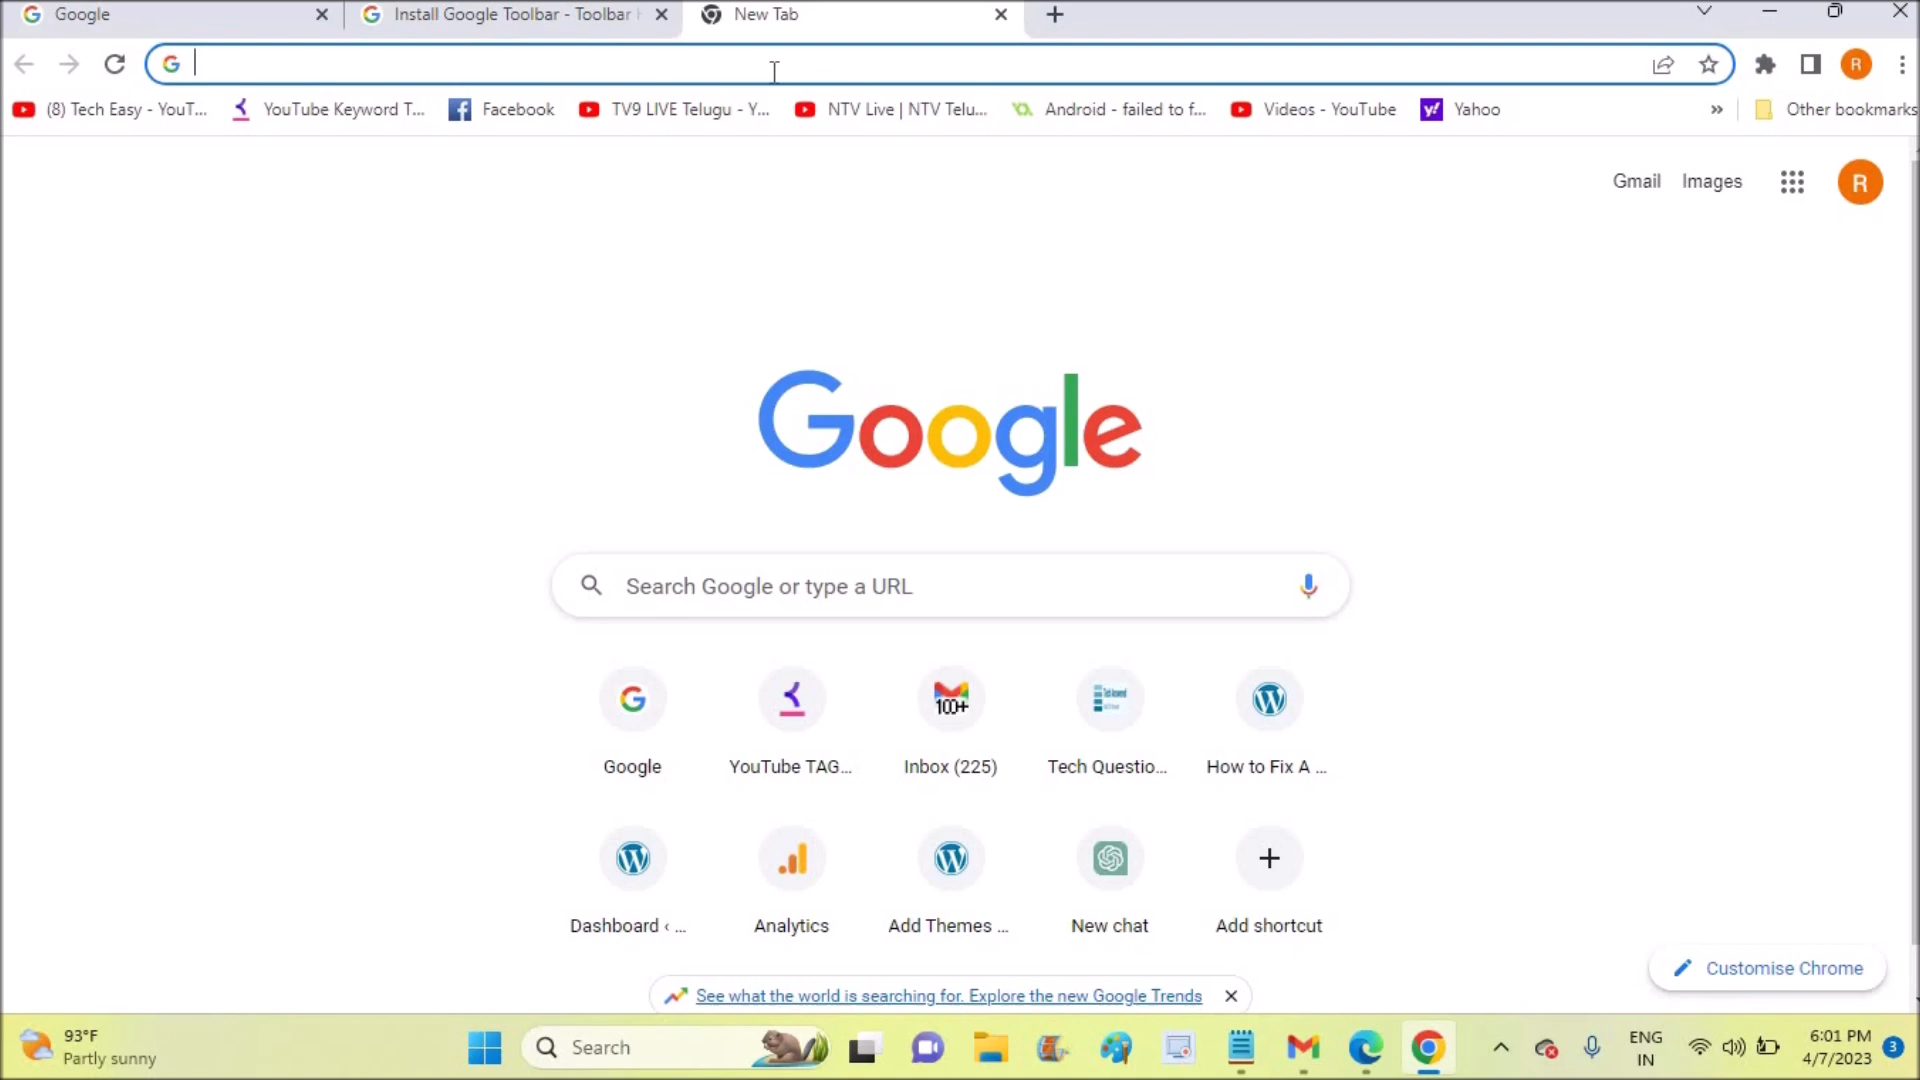 Google
Install Google Toolbar - Toolbar
New Tab
(8) Tech Easy - YouT...
YouTube Keyword T...
Facebook
TV9 LIVE Telugu - Y...
NTV Live | NTV Telu...
Android - failed to f...
Videos - YouTube
Yahoo
Other bookmarks
Gmail
Images
R
R
Google
Search Google or type a URL
Google
YouTube TAG...
100+
Inbox (225)
Tech Questio...
How to Fix A ...
Dashboard ‹ ...
Analytics
Add Themes ...
New chat
Add shortcut
Customise Chrome
See what the world is searching for. Explore the new Google Trends
93°F
Partly sunny
Search
ENG
IN
6:01 PM
4/7/2023
3